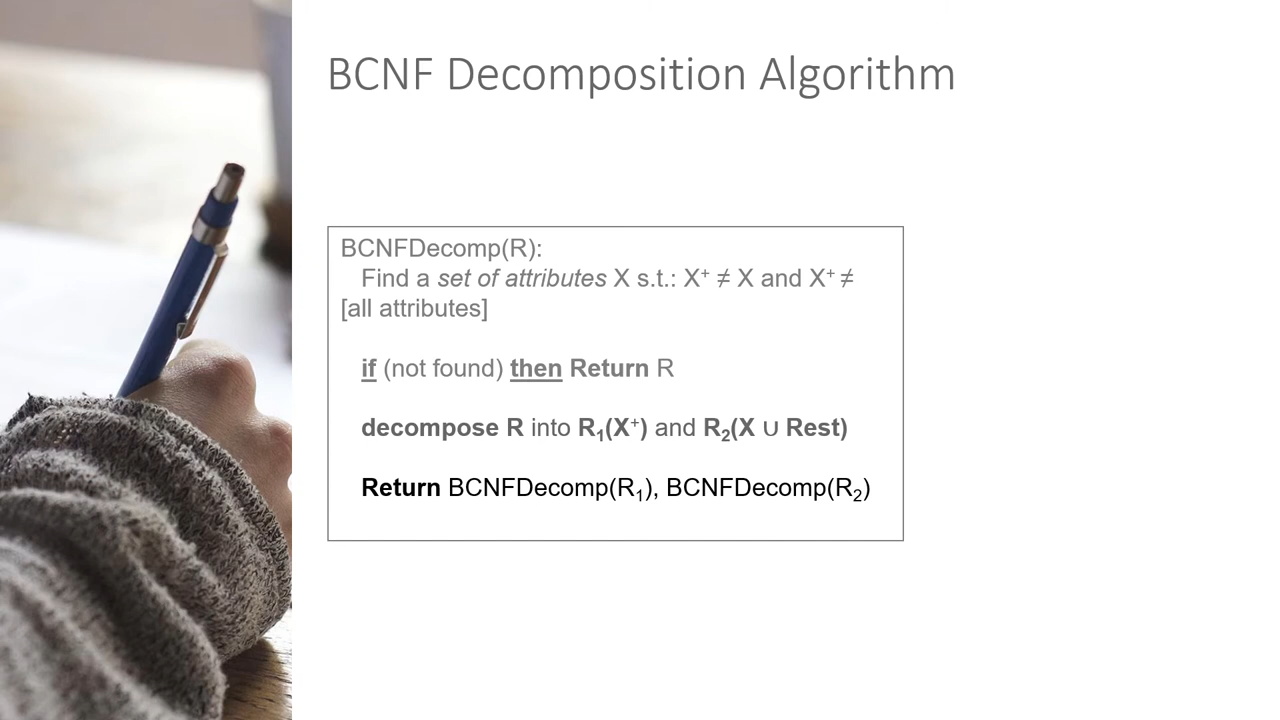 BCNF Decomposition Algorithm
BCNFDecomp(R):
Find a set of attributes X s.t.: X⁺ ≠ X and X⁺ ≠
[all attributes]
if (not found) then Return R
decompose R into R₁(X⁺) and R₂(X ∪ Rest)
Return BCNFDecomp(R₁), BCNFDecomp(R₂)